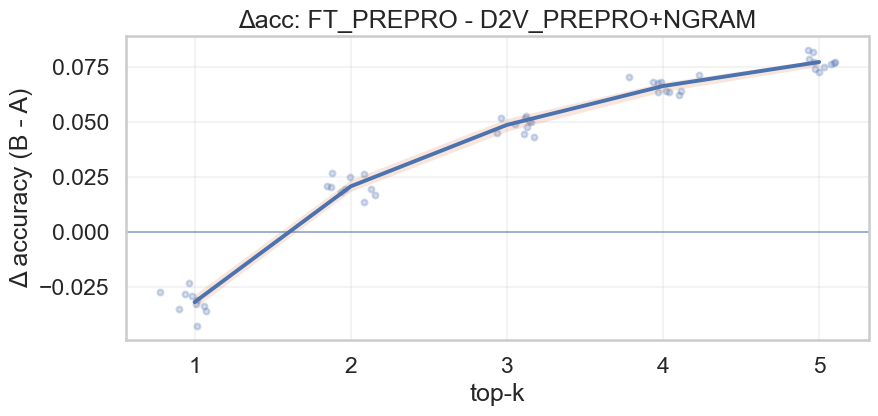 Δacc: FT_PREPRO - D2V_PREPRO+NGRAM
Δ accuracy (B - A)
0.075
0.050
0.025
0.000
−0.025
1 2 3 4 5
top-k